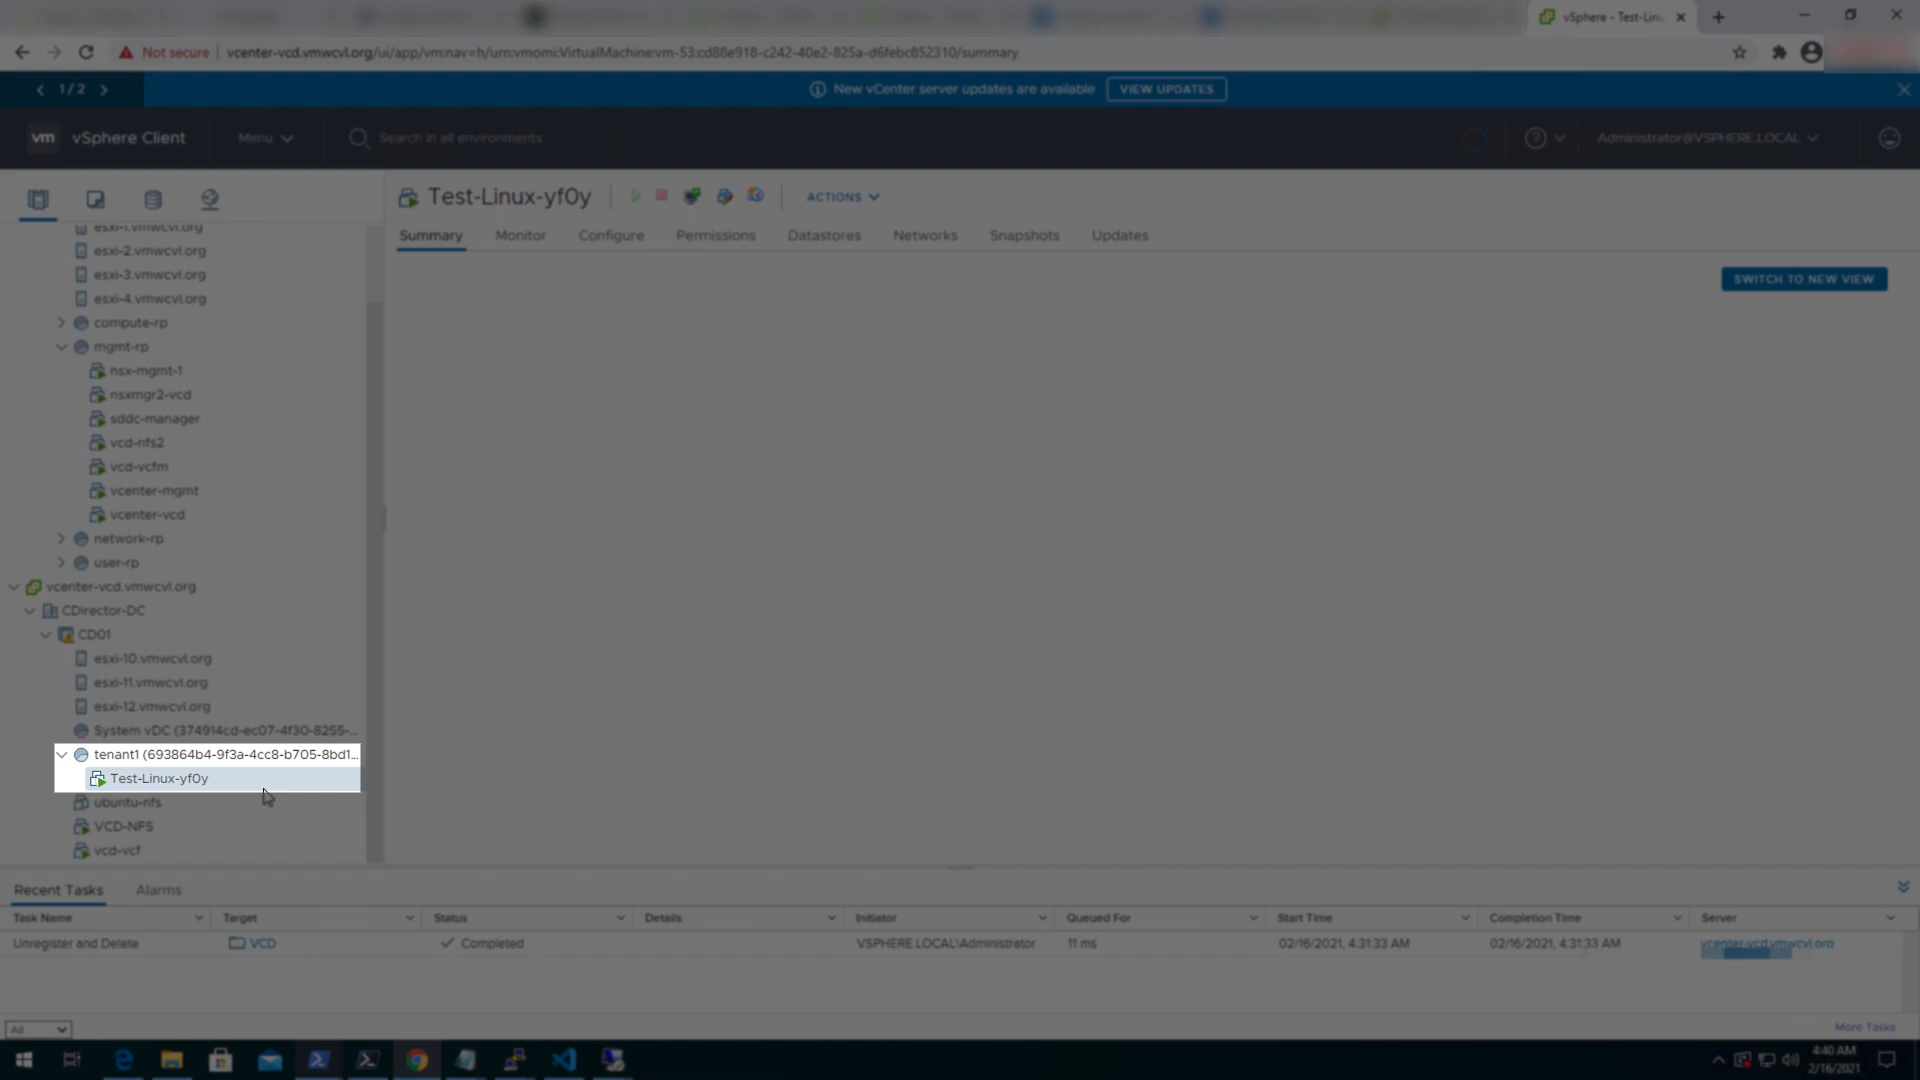 vSphere - Test-Lin
Not secure
vcenter-vcd.vmwcvl.org/ui/app/vm;nav=h/urn:vmomi:VirtualMachine:vm-53:cd88e918-c242-40e2-825a-d6febc852310/summary
1 / 2
New vCenter server updates are available
VIEW UPDATES
vm
vSphere Client
Menu
Search in all environments
Administrator@VSPHERE.LOCAL
Test-Linux-yf0y
ACTIONS
Summary
Monitor
Configure
Permissions
Datastores
Networks
Snapshots
Updates
SWITCH TO NEW VIEW
esxi-1.vmwcvl.org
esxi-2.vmwcvl.org
esxi-3.vmwcvl.org
esxi-4.vmwcvl.org
compute-rp
mgmt-rp
nsx-mgmt-1
nsxmgr2-vcd
sddc-manager
vcd-nfs2
vcd-vcfm
vcenter-mgmt
vcenter-vcd
network-rp
user-rp
vcenter-vcd.vmwcvl.org
CDirector-DC
CD01
esxi-10.vmwcvl.org
esxi-11.vmwcvl.org
esxi-12.vmwcvl.org
System vDC (374914cd-ec07-4f30-8255-...
tenant1 (693864b4-9f3a-4cc8-b705-8bd1...
Test-Linux-yf0y
ubuntu-nfs
VCD-NFS
vcd-vcf
Recent Tasks
Alarms
Task Name
Target
Status
Details
Initiator
Queued For
Start Time
Completion Time
Server
Unregister and Delete
VCD
Completed
VSPHERE.LOCAL\Administrator
11 ms
02/16/2021, 4:31:33 AM
02/16/2021, 4:31:33 AM
vcenter-vcd.vmwcvl.org
All
More Tasks
4:40 AM
2/16/2021